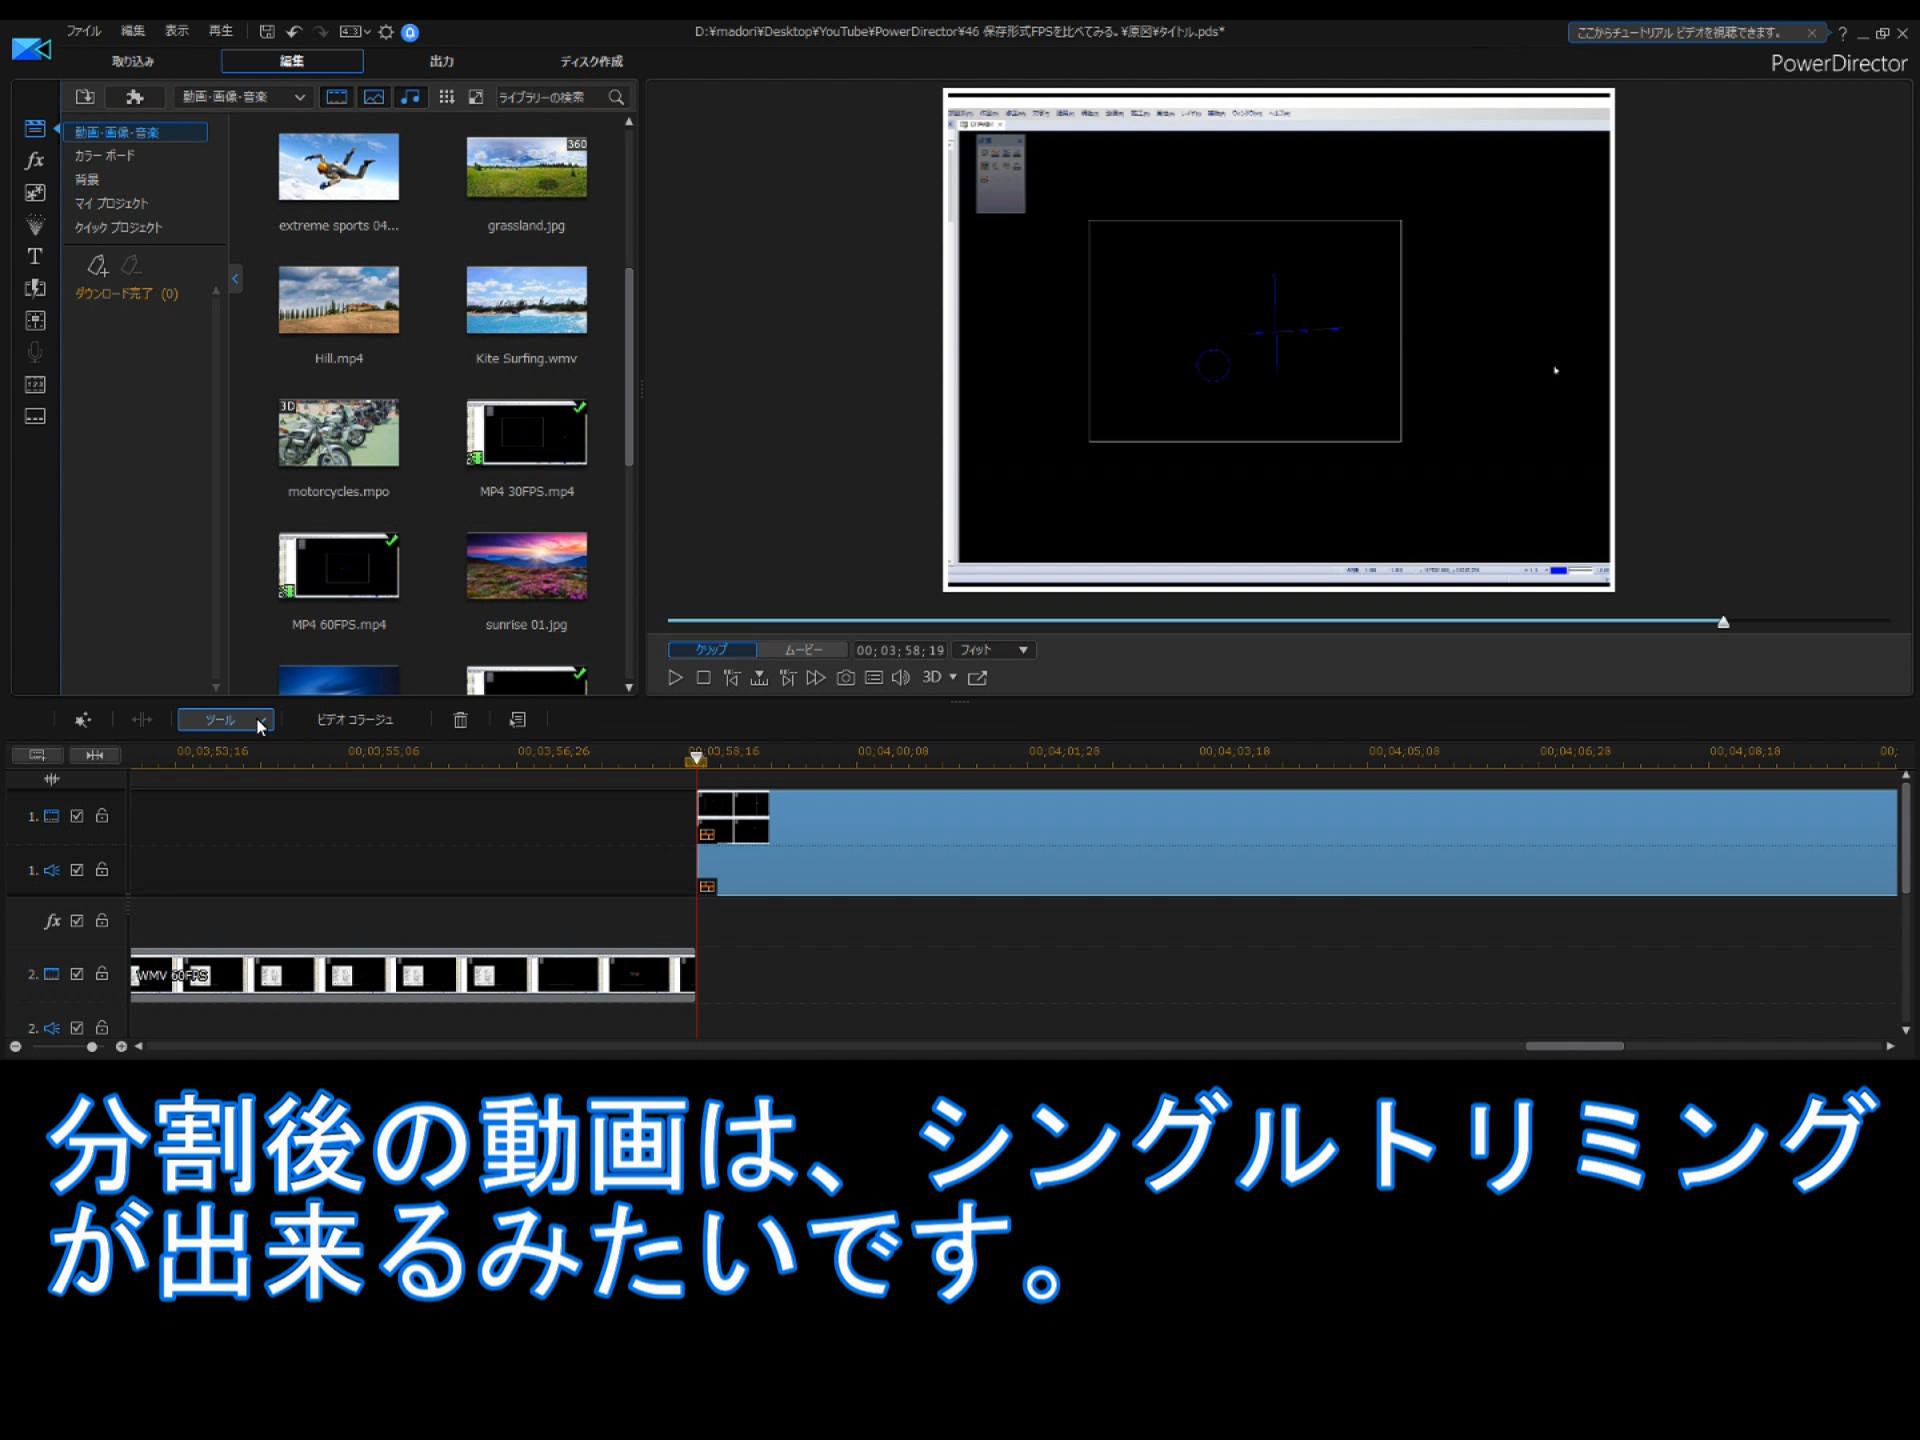 ファイル 編集 表示 再生
D:¥madori¥Desktop¥YouTube¥PowerDirector¥46 保存形式FPSを比べてみる。¥原図¥タイトル.pds*
ここからチュートリアル ビデオを視聴できます。
取り込み 編集 出力 ディスク作成
PowerDirector
動画・画像・音楽
ライブラリーの検索
動画・画像・音楽
カラー ボード
背景
マイ プロジェクト
クイック プロジェクト
ダウンロード完了 (0)
360
extreme sports 04... grassland.jpg
Hill.mp4 Kite Surfing.wmv
3D
motorcycles.mpo MP4 30FPS.mp4
MP4 60FPS.mp4 sunrise 01.jpg
クリップ ムービー 00; 03; 58; 19 フィット
3D
ツール ビデオ コラージュ
00;03;53;16 00;03;55;06 00;03;56;26 00;03;58;16 00;04;00;08 00;04;01;28 00;04;03;18 00;04;05;08 00;04;06;28 00;04;08;18 00;
1.
1.
fx
2. WMV 60FPS
2.
分割後の動画は、シングルトリミング
が出来るみたいです。